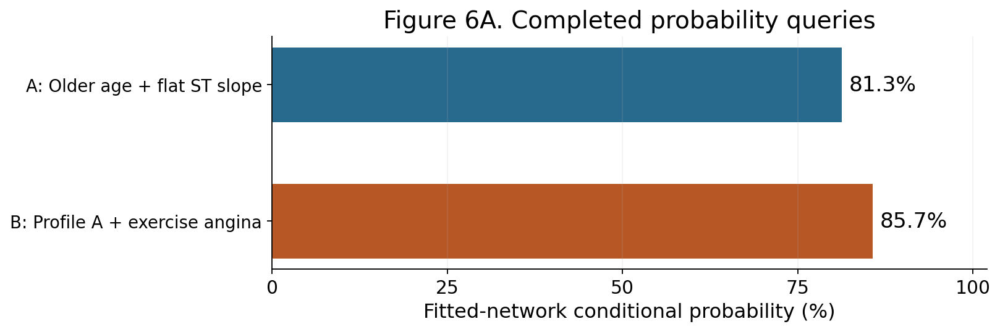 Figure 6A. Completed probability queries
A: Older age + flat ST slope
81.3%
B: Profile A + exercise angina
85.7%
0 25 50 75 100
Fitted-network conditional probability (%)